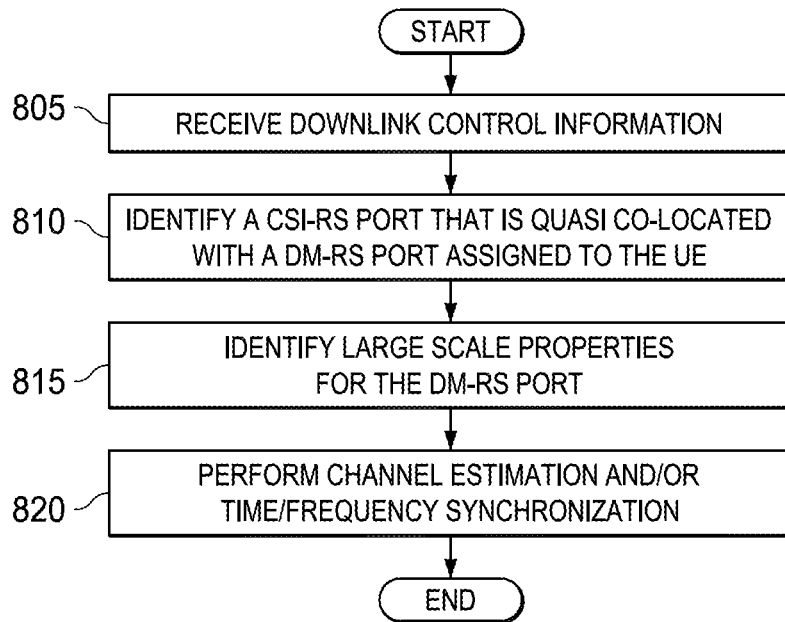 START
805
RECEIVE DOWNLINK CONTROL INFORMATION
810
IDENTIFY A CSI-RS PORT THAT IS QUASI CO-LOCATED
WITH A DM-RS PORT ASSIGNED TO THE UE
815
IDENTIFY LARGE SCALE PROPERTIES
FOR THE DM-RS PORT
820
PERFORM CHANNEL ESTIMATION AND/OR
TIME/FREQUENCY SYNCHRONIZATION
END